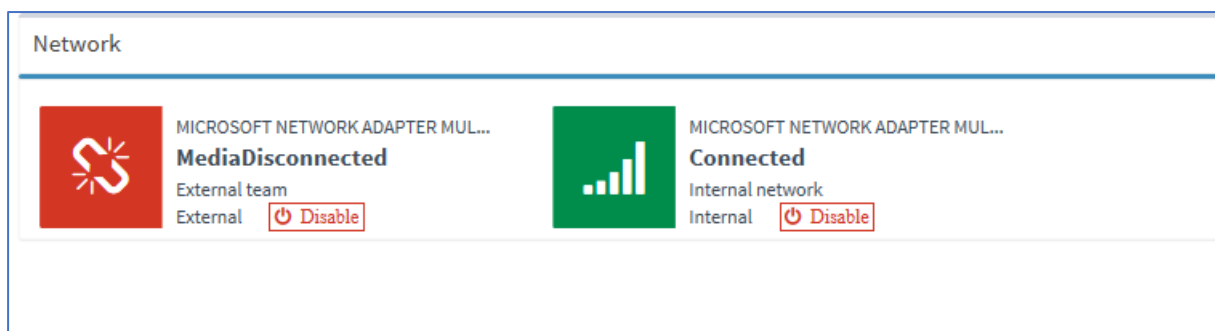 Network
MICROSOFT NETWORK ADAPTER MUL...
MediaDisconnected
External team
External Disable
MICROSOFT NETWORK ADAPTER MUL...
Connected
Internal network
Internal Disable